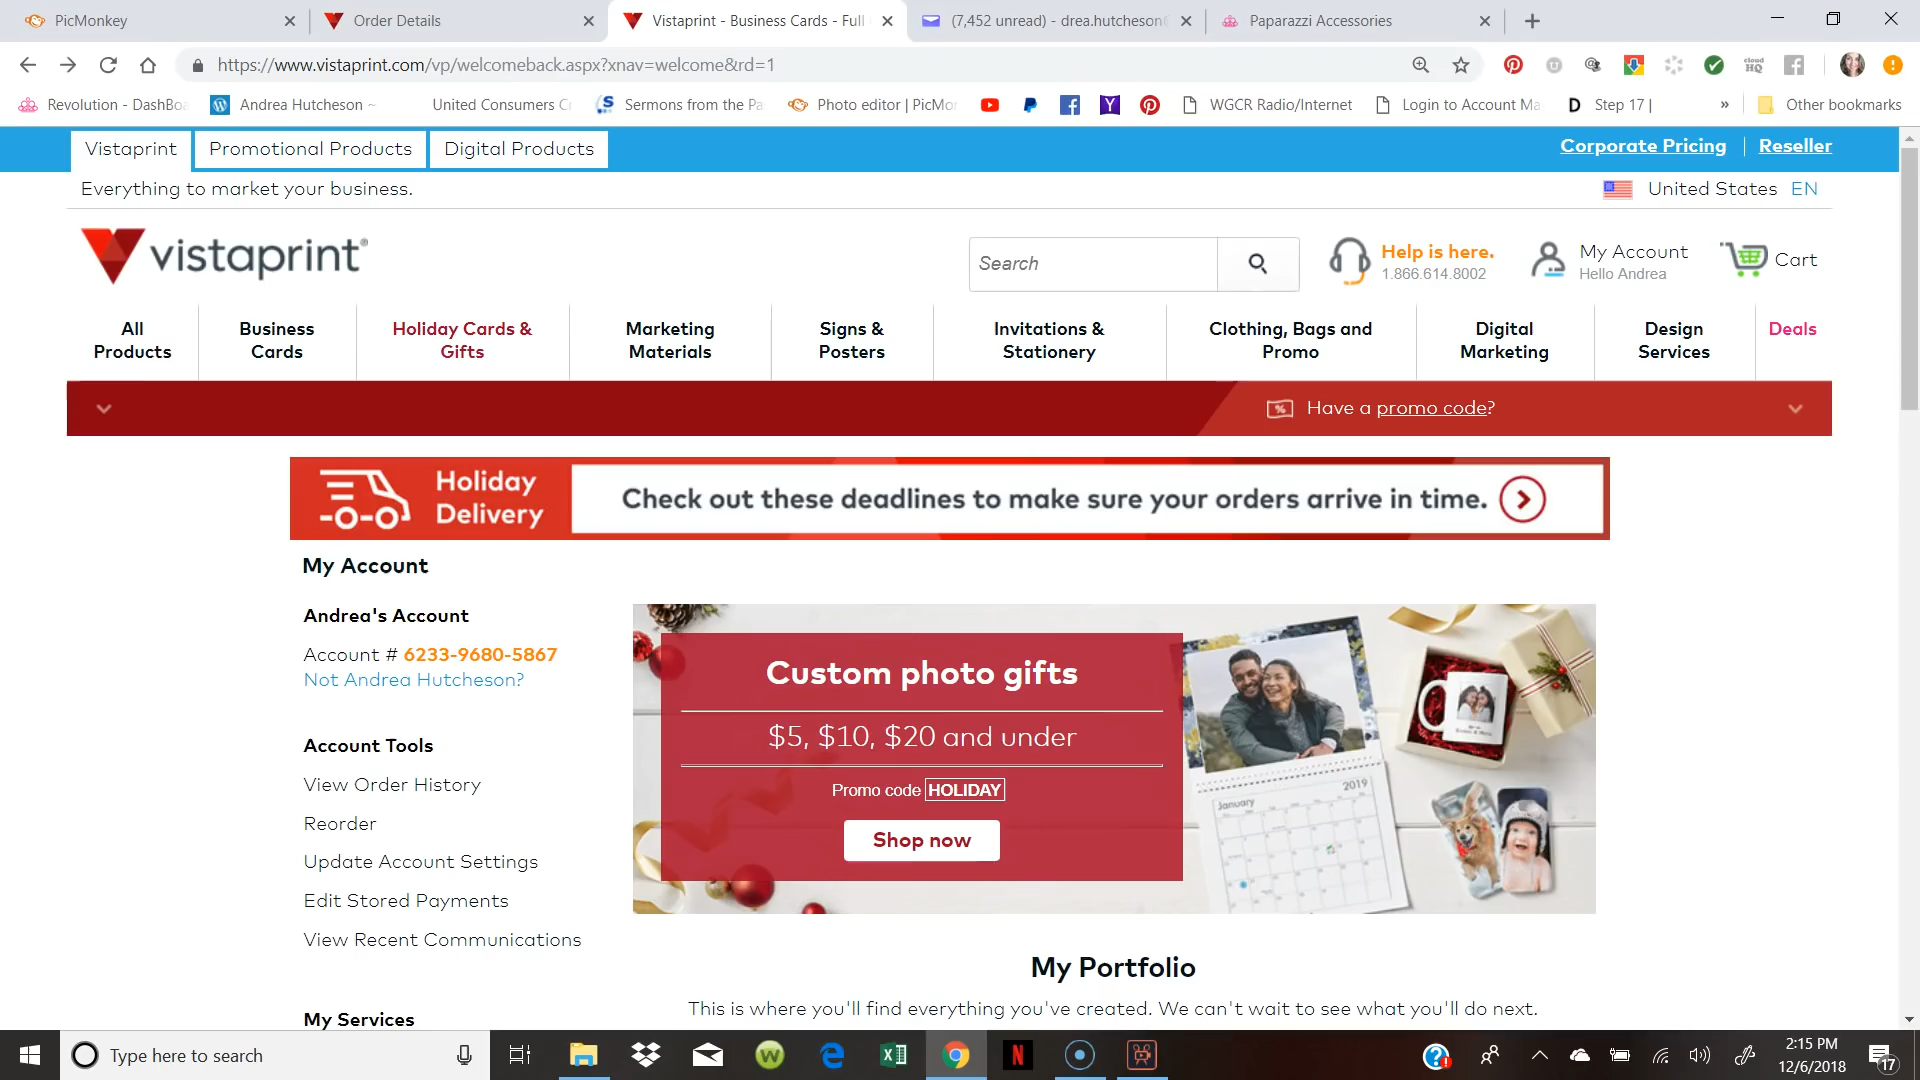 PicMonkey
Order Details
Vistaprint - Business Cards - Full
(7,452 unread) - drea.hutcheson
Paparazzi Accessories
https://www.vistaprint.com/vp/welcomeback.aspx?xnav=welcome&rd=1
cloud
HQ
Revolution - DashBo
Andrea Hutcheson ~
United Consumers C
Sermons from the Pa
Photo editor | PicMo
WGCR Radio/Internet
Login to Account Ma
D Step 17 |
»
Other bookmarks
Vistaprint
Promotional Products
Digital Products
Corporate Pricing
Reseller
Everything to market your business.
United States EN
vistaprint®
Search
Help is here.
1.866.614.8002
My Account
Hello Andrea
Cart
All
Products
Business
Cards
Holiday Cards &
Gifts
Marketing
Materials
Signs &
Posters
Invitations &
Stationery
Clothing, Bags and
Promo
Digital
Marketing
Design
Services
Deals
Have a promo code?
Holiday
Delivery
Check out these deadlines to make sure your orders arrive in time.
My Account
Andrea's Account
Account # 6233-9680-5867
Not Andrea Hutcheson?
Account Tools
View Order History
Reorder
Update Account Settings
Edit Stored Payments
View Recent Communications
My Services
Custom photo gifts
$5, $10, $20 and under
Promo code HOLIDAY
Shop now
January
2019
My Portfolio
This is where you'll find everything you've created. We can't wait to see what you'll do next.
Type here to search
2:15 PM
12/6/2018
17